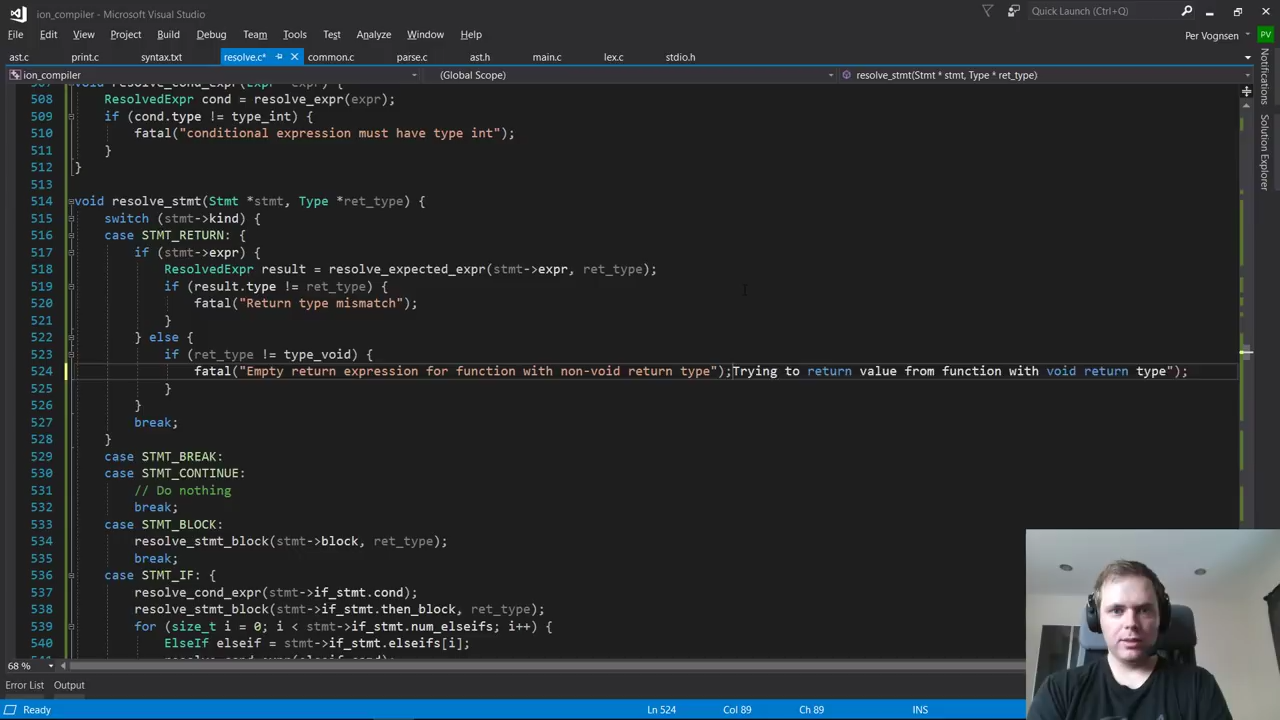 ion_compiler - Microsoft Visual Studio
Quick Launch (Ctrl+Q)
File Edit View Project Build Debug Team Tools Test Analyze Window Help
Per Vognsen PV
ast.c print.c syntax.txt resolve.c* common.c parse.c ast.h main.c lex.c stdio.h
ion_compiler (Global Scope) resolve_stmt(Stmt * stmt, Type * ret_type)
507 void resolve_cond_expr(Expr *expr) {
508 ResolvedExpr cond = resolve_expr(expr);
509 if (cond.type != type_int) {
510 fatal("conditional expression must have type int");
511 }
512 }
513
514 void resolve_stmt(Stmt *stmt, Type *ret_type) {
515 switch (stmt->kind) {
516 case STMT_RETURN: {
517 if (stmt->expr) {
518 ResolvedExpr result = resolve_expected_expr(stmt->expr, ret_type);
519 if (result.type != ret_type) {
520 fatal("Return type mismatch");
521 }
522 } else {
523 if (ret_type != type_void) {
524 fatal("Empty return expression for function with non-void return type");Trying to return value from function with void return type");
525 }
526 }
527 break;
528 }
529 case STMT_BREAK:
530 case STMT_CONTINUE:
531 // Do nothing
532 break;
533 case STMT_BLOCK:
534 resolve_stmt_block(stmt->block, ret_type);
535 break;
536 case STMT_IF: {
537 resolve_cond_expr(stmt->if_stmt.cond);
538 resolve_stmt_block(stmt->if_stmt.then_block, ret_type);
539 for (size_t i = 0; i < stmt->if_stmt.num_elseifs; i++) {
540 ElseIf elseif = stmt->if_stmt.elseifs[i];
68 %
Error List Output
Ready Ln 524 Col 89 Ch 89 INS
Notifications
Solution Explorer